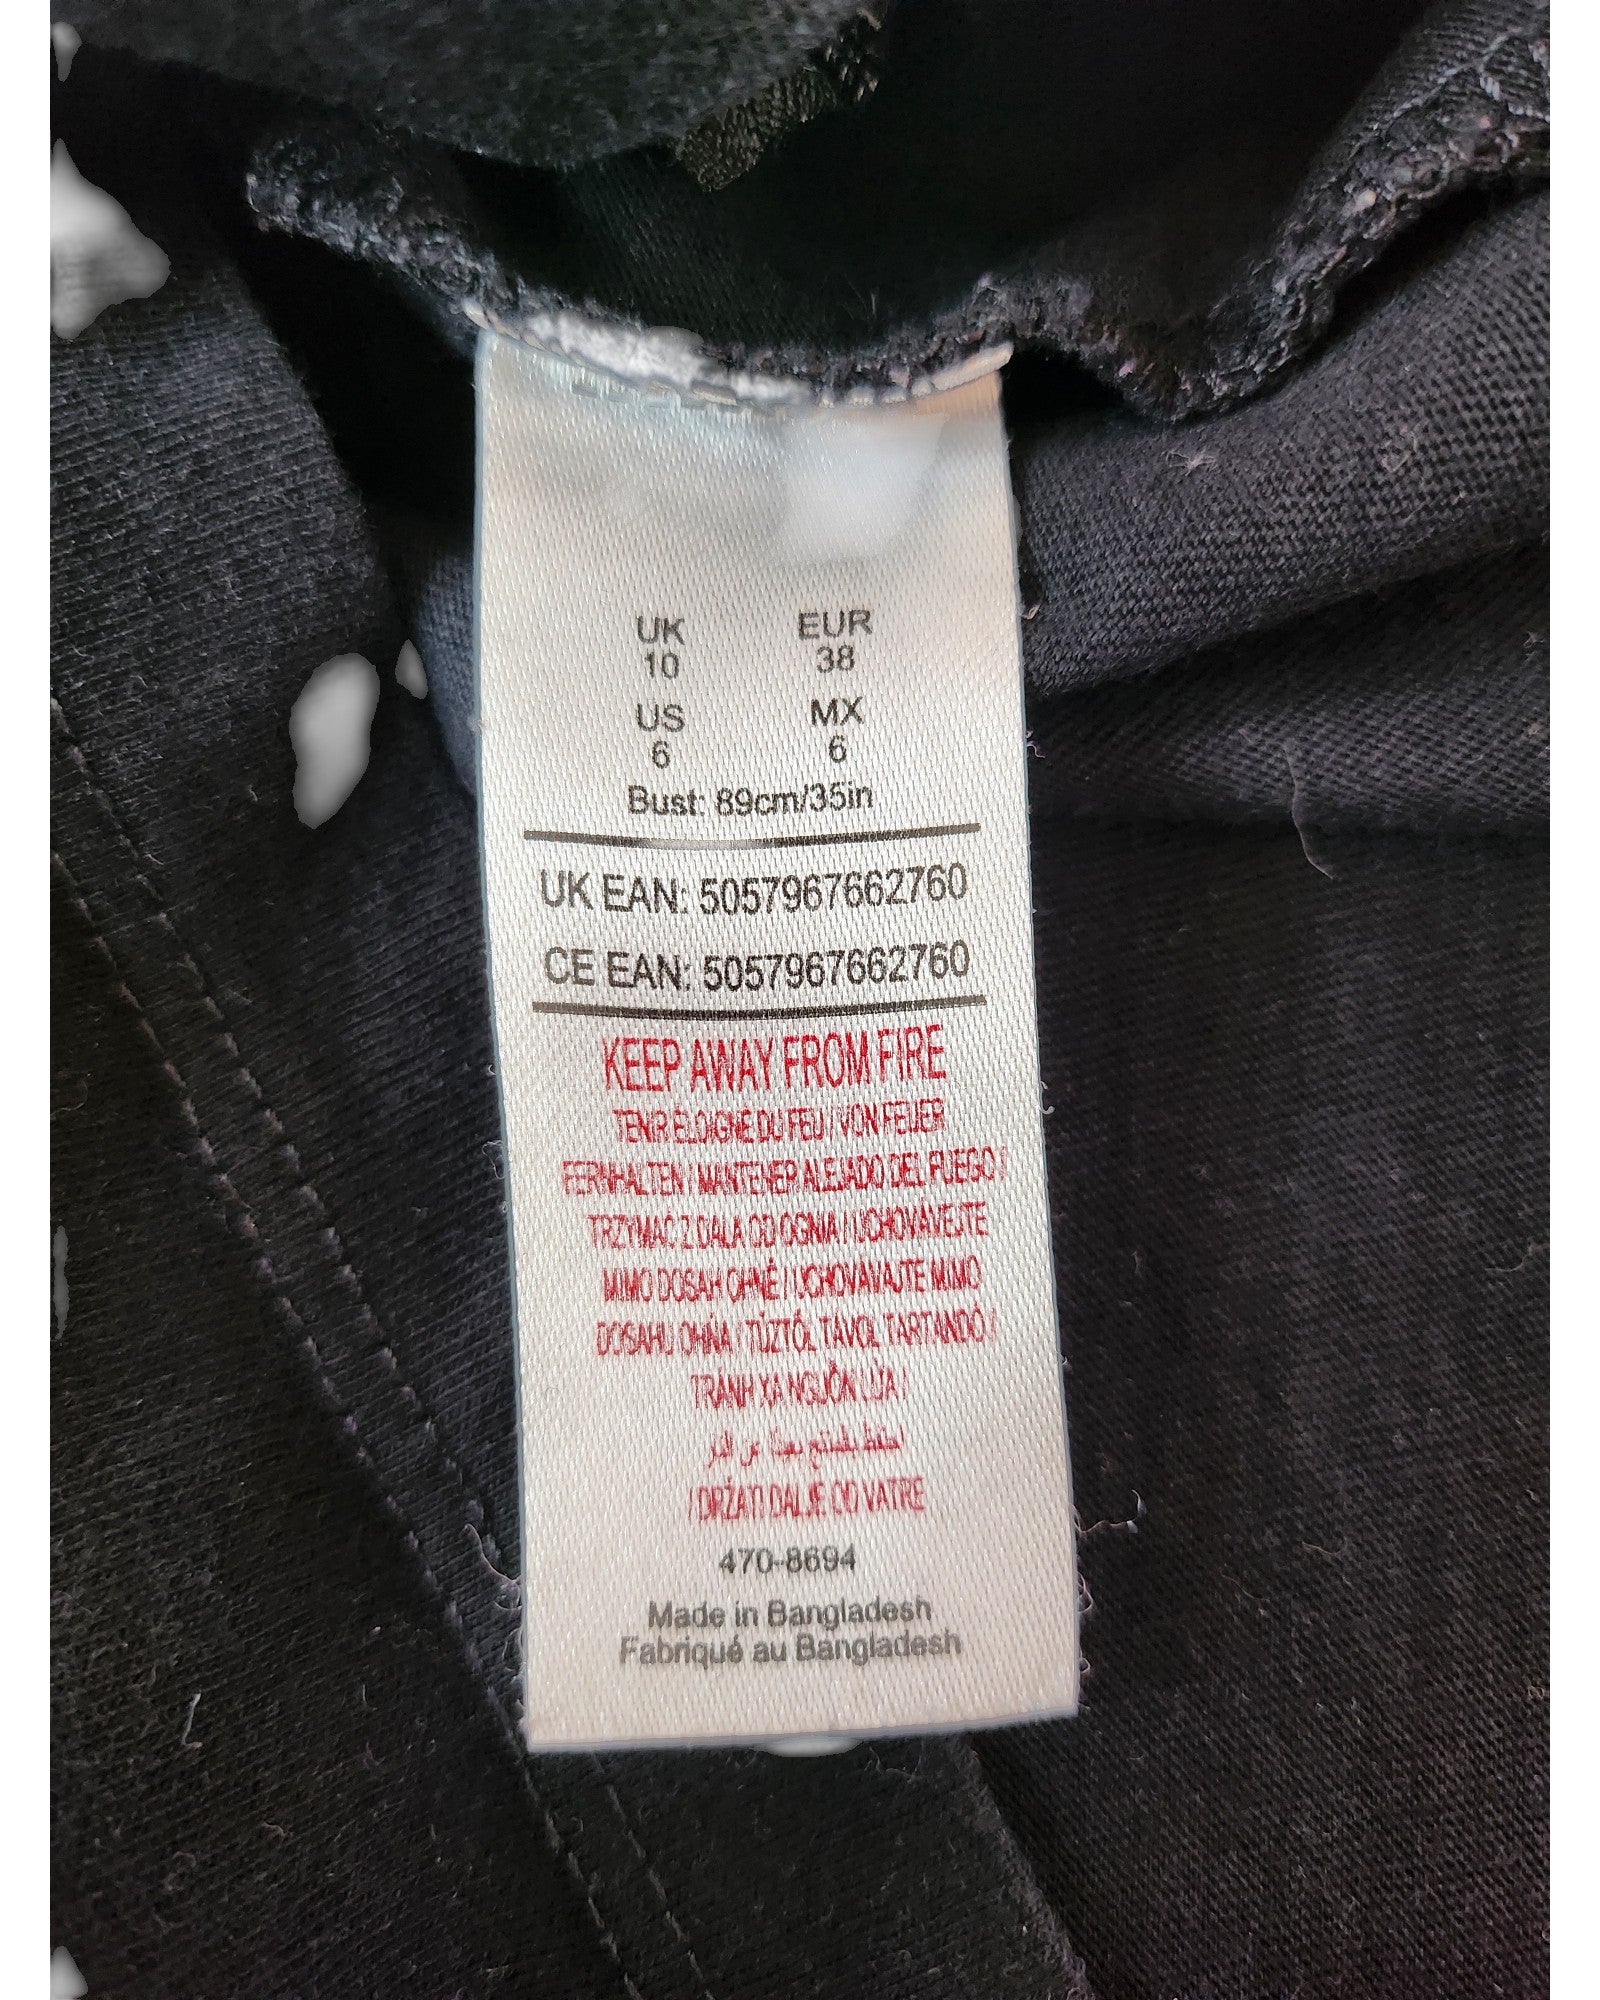 UK EUR
10 38
US MX
6 6
Bust: 89cm/35in
UK EAN: 5057967662760
CE EAN: 5057967662760
KEEP AWAY FROM FIRE
TENIR ÉLOIGNÉ DU FEU / VON FEUER
FERNHALTEN / MANTENER ALEJADO DEL FUEGO /
TRZYMAĆ Z DALA OD OGNIA / UCHOVÁVEJTE
MIMO DOSAH OHNĚ / UCHOVÁVAJTE MIMO
DOSAHU OHŇA / TŰZTŐL TÁVOL TARTANDÓ /
TRÁNH XA NGUỒN LỬA /
عن النار
/ DRŽATI DALJE OD VATRE
470-8694
Made in Bangladesh
Fabriqué au Bangladesh